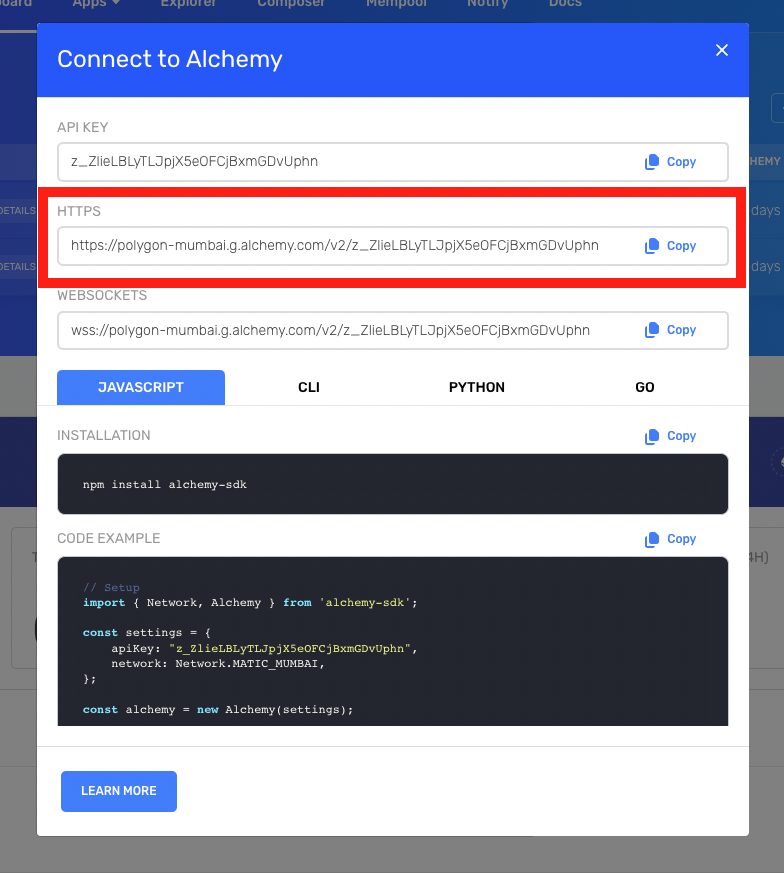 Apps
Explorer
Composer
Mempool
Notify
Docs
Connect to Alchemy
API KEY
z_ZlieLBLyTLJpjX5eOFCjBxmGDvUphn
Copy
HEMY
HTTPS
DETAILS
days
https://polygon-mumbai.g.alchemy.com/v2/z_ZlieLBLyTLJpjX5eOFCjBxmGDvUphn
Copy
DETAILS
days
WEBSOCKETS
wss://polygon-mumbai.g.alchemy.com/v2/z_ZlieLBLyTLJpjX5eOFCjBxmGDvUphn
Copy
JAVASCRIPT
CLI
PYTHON
GO
INSTALLATION
Copy
npm install alchemy-sdk
CODE EXAMPLE
Copy
4H)
// Setup
import { Network, Alchemy } from 'alchemy-sdk';
const settings = {
apiKey: "z_ZlieLBLyTLJpjX5eOFCjBxmGDvUphn",
network: Network.MATIC_MUMBAI,
};
const alchemy = new Alchemy(settings);
LEARN MORE